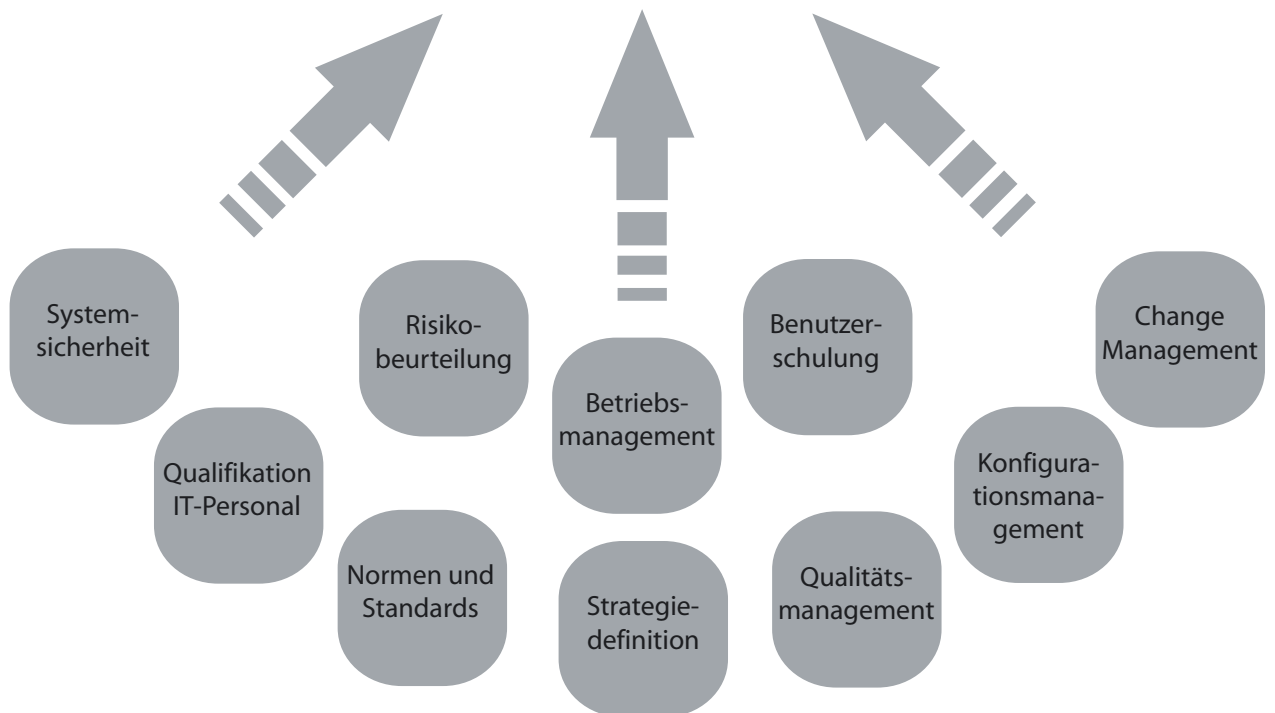 System-
sicherheit
Risiko-
beurteilung
Betriebs-
management
Benutzer-
schulung
Change
Management
Qualifikation
IT-Personal
Konfigura-
tionsmana-
gement
Normen und
Standards
Strategie-
definition
Qualitäts-
management